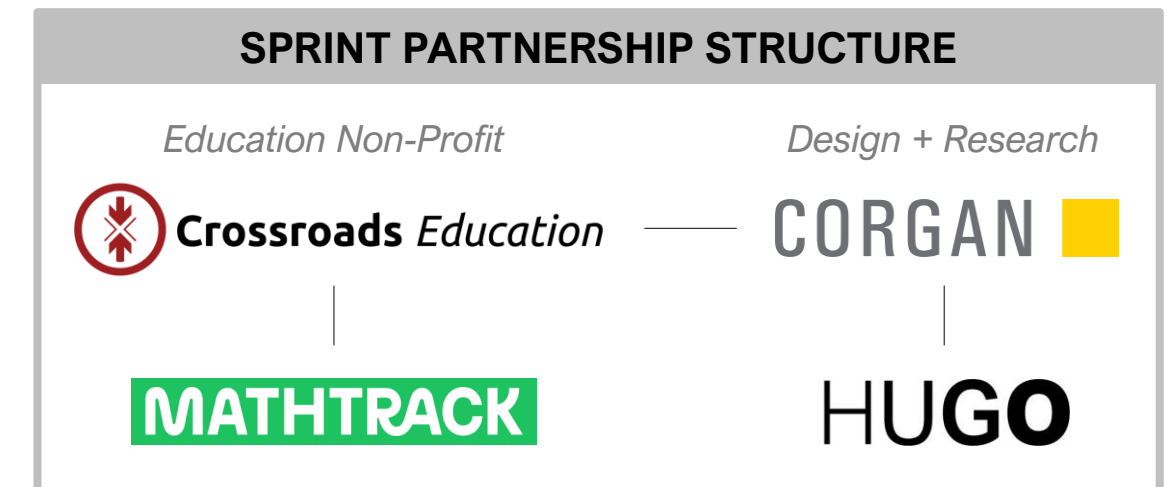 SPRINT PARTNERSHIP STRUCTURE
Education Non-Profit
Design + Research
Crossroads Education
CORGAN
MATHTRACK
HUGO